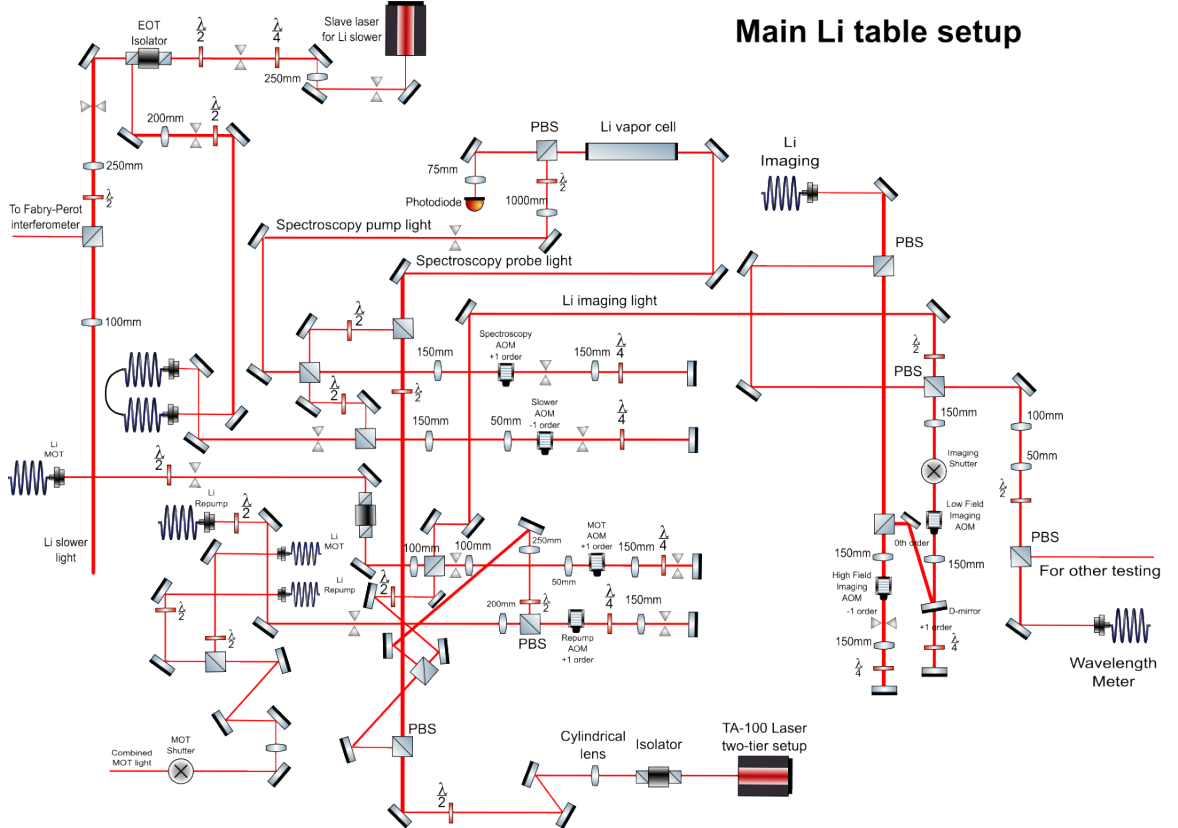 Main Li table setup
EOT
Isolator
λ
2
λ
4
Slave laser
for Li slower
250mm
200mm
λ
2
250mm
λ
2
To Fabry-Perot
interferometer
100mm
PBS
Li vapor cell
75mm
λ
2
1000mm
Photodiode
Spectroscopy pump light
Spectroscopy probe light
Li imaging light
Li
Imaging
PBS
λ
2
Spectroscopy
AOM
+1 order
150mm
150mm
λ
4
λ
2
λ
2
Slower
AOM
-1 order
150mm
50mm
λ
4
λ
2
PBS
150mm
100mm
50mm
λ
2
Imaging
Shutter
Low Field
Imaging
AOM
0th order
150mm
150mm
High Field
Imaging
AOM
-1 order
D-mirror
+1 order
150mm
λ
4
λ
4
PBS
For other testing
Wavelength
Meter
Li
MOT
λ
2
Li
Repump
λ
2
Li
MOT
Li
Repump
λ
2
λ
2
Li slower
light
100mm
100mm
250mm
MOT
AOM
+1 order
50mm
150mm
λ
4
λ
2
200mm
λ
2
PBS
Repump
AOM
+1 order
λ
4
150mm
MOT
Shutter
Combined
MOT light
PBS
λ
2
Cylindrical
lens
Isolator
TA-100 Laser
two-tier setup